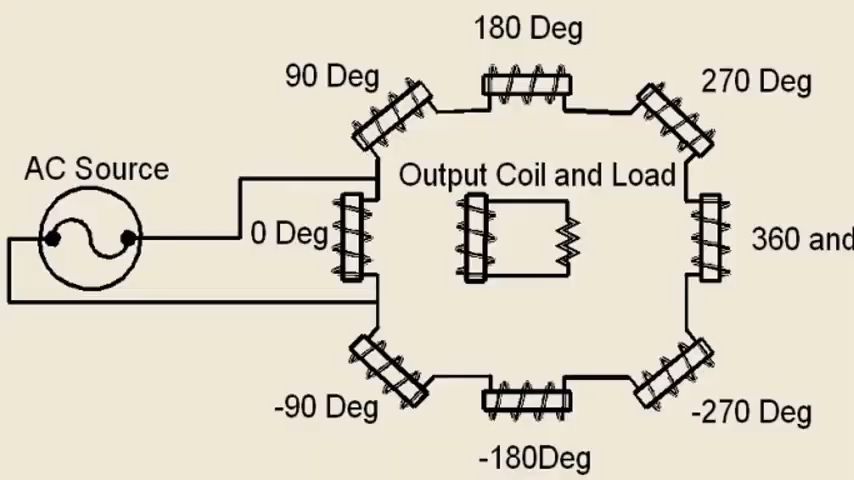 180 Deg
90 Deg
270 Deg
AC Source
Output Coil and Load
0 Deg
360 and
-90 Deg
-270 Deg
-180Deg